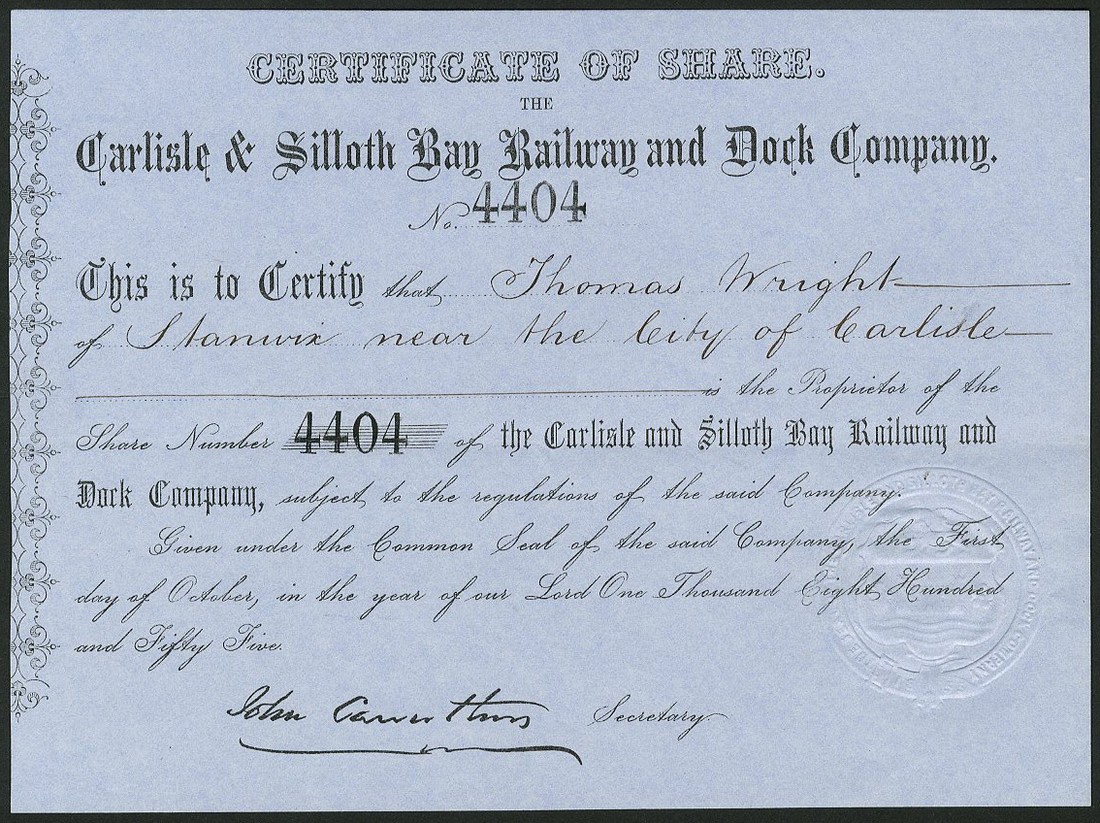 CERTIFICATE OF SHARE.
THE
Carlisle & Silloth Bay Railway and Dock Company.
No. 4404
This is to Certify that Thomas Wright
of Stanwix near the City of Carlisle
is the Proprietor of the
Share Number 4404 of the Carlisle and Silloth Bay Railway and
Dock Company, subject to the regulations of the said Company.
Given under the Common Seal of the said Company, the First
day of October, in the year of our Lord One Thousand Eight Hundred
and Fifty Five.
John Carruthers Secretary